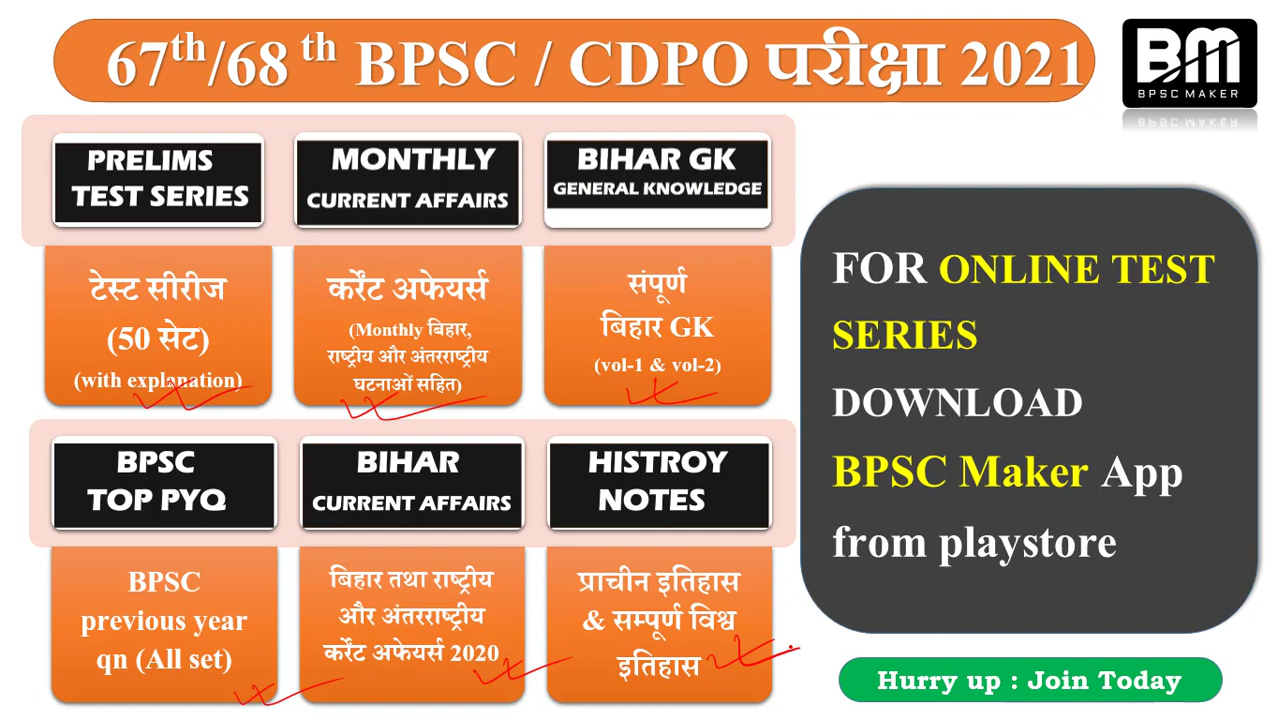 67th/68 th BPSC / CDPO परीक्षा 2021
BM
BPSC MAKER
PRELIMS
TEST SERIES
टेस्ट सीरीज
(50 सेट)
(with explanation)
MONTHLY
CURRENT AFFAIRS
करेंट अफेयर्स
(Monthly बिहार,
राष्ट्रीय और अंतरराष्ट्रीय
घटनाओं सहित)
BIHAR GK
GENERAL KNOWLEDGE
संपूर्ण
बिहार GK
(vol-1 & vol-2)
BPSC
TOP PYQ
BPSC
previous year
qn (All set)
BIHAR
CURRENT AFFAIRS
बिहार तथा राष्ट्रीय
और अंतरराष्ट्रीय
करेंट अफेयर्स 2020
HISTROY
NOTES
प्राचीन इतिहास
& सम्पूर्ण विश्व
इतिहास
FOR ONLINE TEST
SERIES
DOWNLOAD
BPSC Maker App
from playstore
Hurry up : Join Today